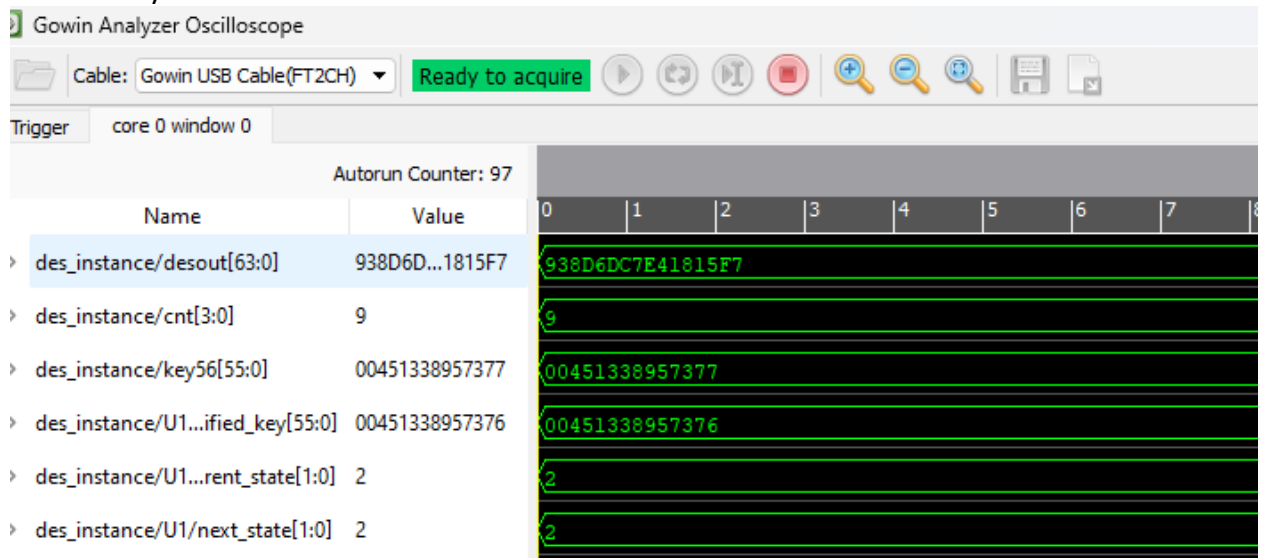 Gowin Analyzer Oscilloscope
Cable: Gowin USB Cable(FT2CH) Ready to acquire
Trigger core 0 window 0
Autorun Counter: 97
Name Value 0 1 2 3 4 5 6 7 8
des_instance/desout[63:0] 938D6D...1815F7 938D6DC7E41815F7
des_instance/cnt[3:0] 9 9
des_instance/key56[55:0] 00451338957377 00451338957377
des_instance/U1...ified_key[55:0] 00451338957376 00451338957376
des_instance/U1...rent_state[1:0] 2 2
des_instance/U1/next_state[1:0] 2 2